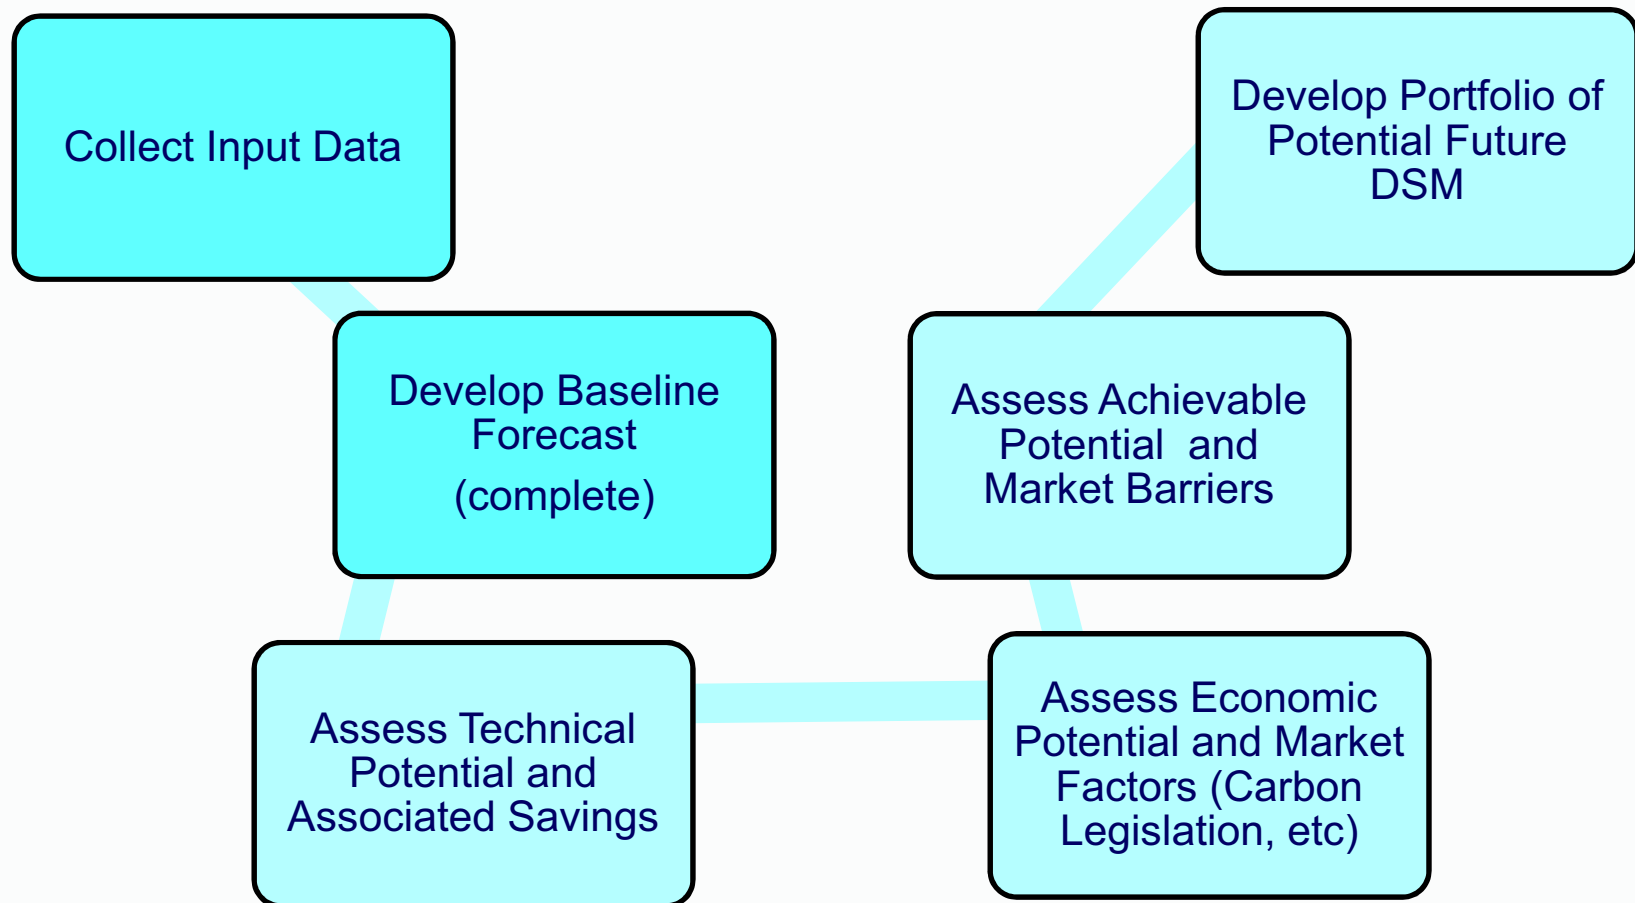 Collect Input Data
Develop Baseline
Forecast
(complete)
Assess Technical
Potential and
Associated Savings
Assess Economic
Potential and Market
Factors (Carbon
Legislation, etc)
Assess Achievable
Potential  and
Market Barriers
Develop Portfolio of
Potential Future
DSM